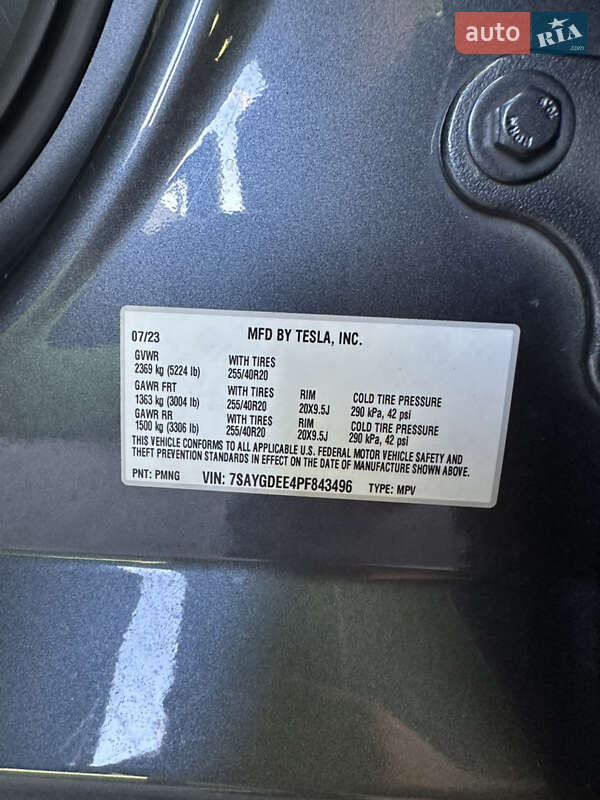 auto RIA.com
07/23 MFD BY TESLA, INC.
GVWR WITH TIRES
2369 kg (5224 lb) 255/40R20
GAWR FRT WITH TIRES RIM COLD TIRE PRESSURE
1363 kg (3004 lb) 255/40R20 20X9.5J 290 kPa, 42 psi
GAWR RR WITH TIRES RIM COLD TIRE PRESSURE
1500 kg (3306 lb) 255/40R20 20X9.5J 290 kPa, 42 psi
THIS VEHICLE CONFORMS TO ALL APPLICABLE U.S. FEDERAL MOTOR VEHICLE SAFETY AND
THEFT PREVENTION STANDARDS IN EFFECT ON THE DATE OF MANUFACTURE SHOWN ABOVE.
PNT: PMNG VIN: 7SAYGDEE4PF843496 TYPE: MPV